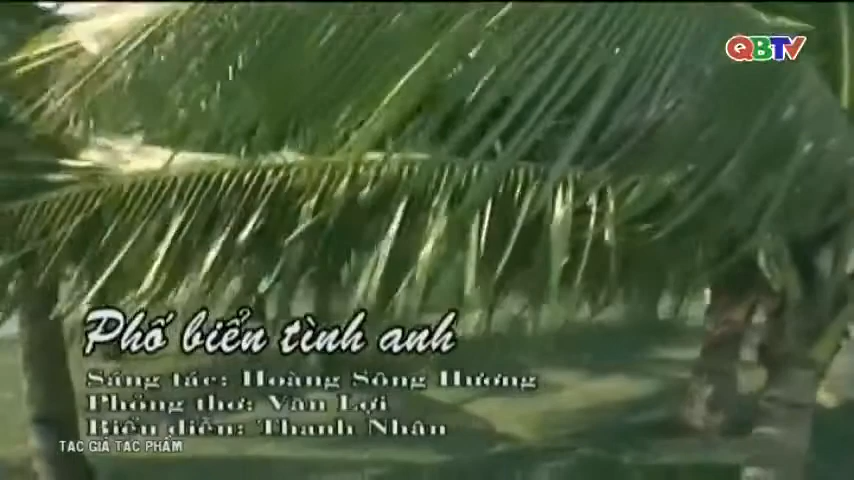 QBTV
Phố biển tình anh
Sáng tác: Hoàng Sông Hương
Phỏng thơ: Văn Lợi
Biểu diễn: Thanh Nhân
TÁC GIẢ TÁC PHẨM